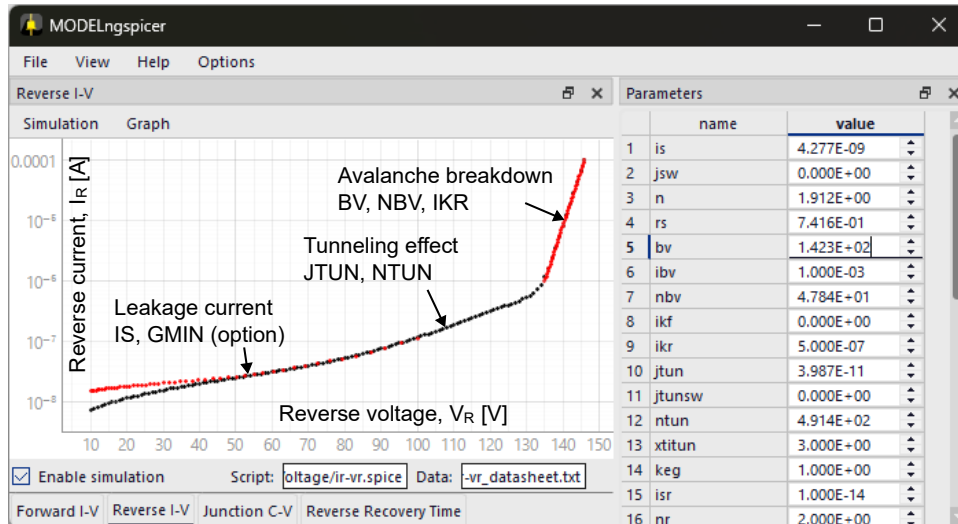 MODELngspicer
File View Help Options
Reverse I-V
Simulation Graph
0.0001
10⁻⁶
10⁻⁶
10⁻⁷
10⁻⁸
Reverse current, IR [A]
Avalanche breakdown
BV, NBV, IKR
Tunneling effect
JTUN, NTUN
Leakage current
IS, GMIN (option)
Reverse voltage, VR [V]
10 20 30 40 50 60 70 80 90 100 110 120 130 140 150
Enable simulation Script: oltage/ir-vr.spice Data: -vr_datasheet.txt
Forward I-V Reverse I-V Junction C-V Reverse Recovery Time
Parameters
name value
1 is 4.277E-09
2 jsw 0.000E+00
3 n 1.912E+00
4 rs 7.416E-01
5 bv 1.423E+02
6 ibv 1.000E-03
7 nbv 4.784E+01
8 ikf 0.000E+00
9 ikr 5.000E-07
10 jtun 3.987E-11
11 jtunsw 0.000E+00
12 ntun 4.914E+02
13 xtitun 3.000E+00
14 keg 1.000E+00
15 isr 1.000E-14
16 nr 2.000E+00